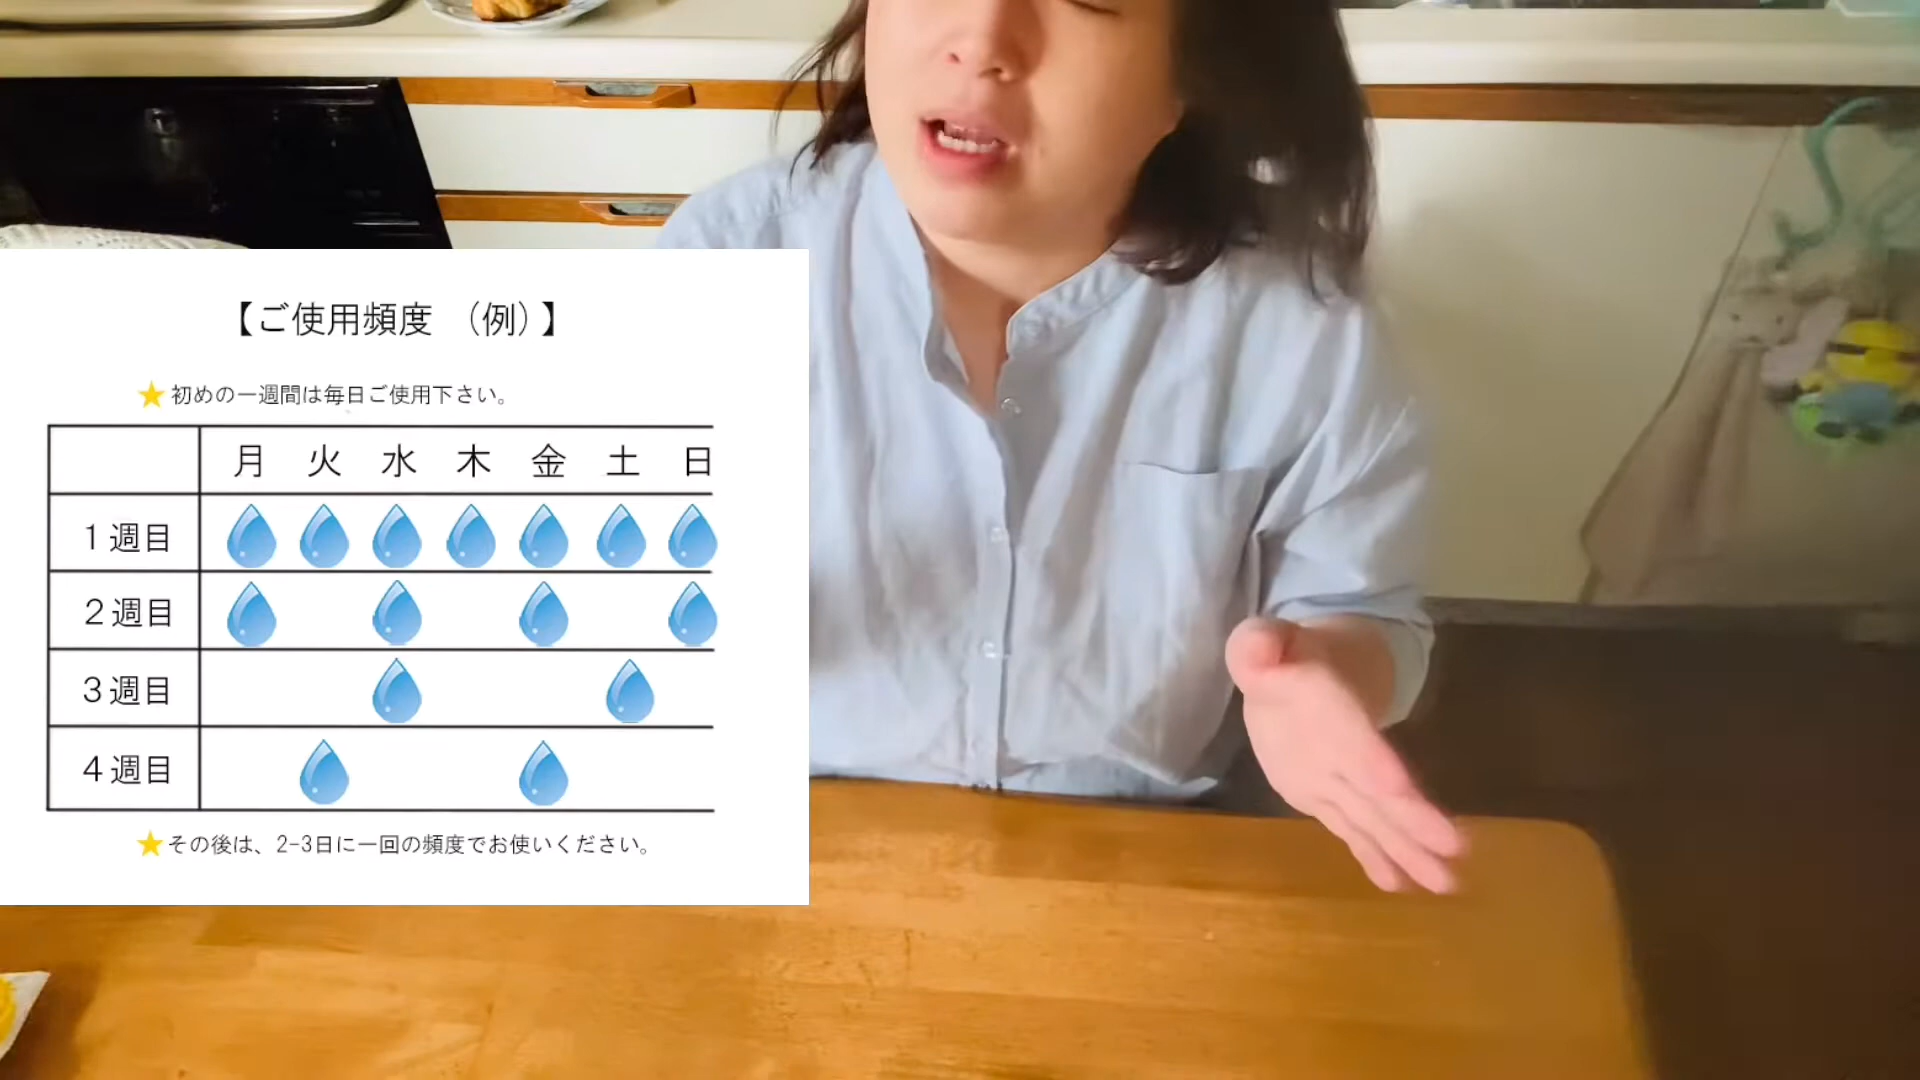 【ご使用頻度 （例）】
★初めの一週間は毎日ご使用下さい。
月 火 水 木 金 土 日
１週目
２週目
３週目
４週目
★その後は、2-3日に一回の頻度でお使いください。